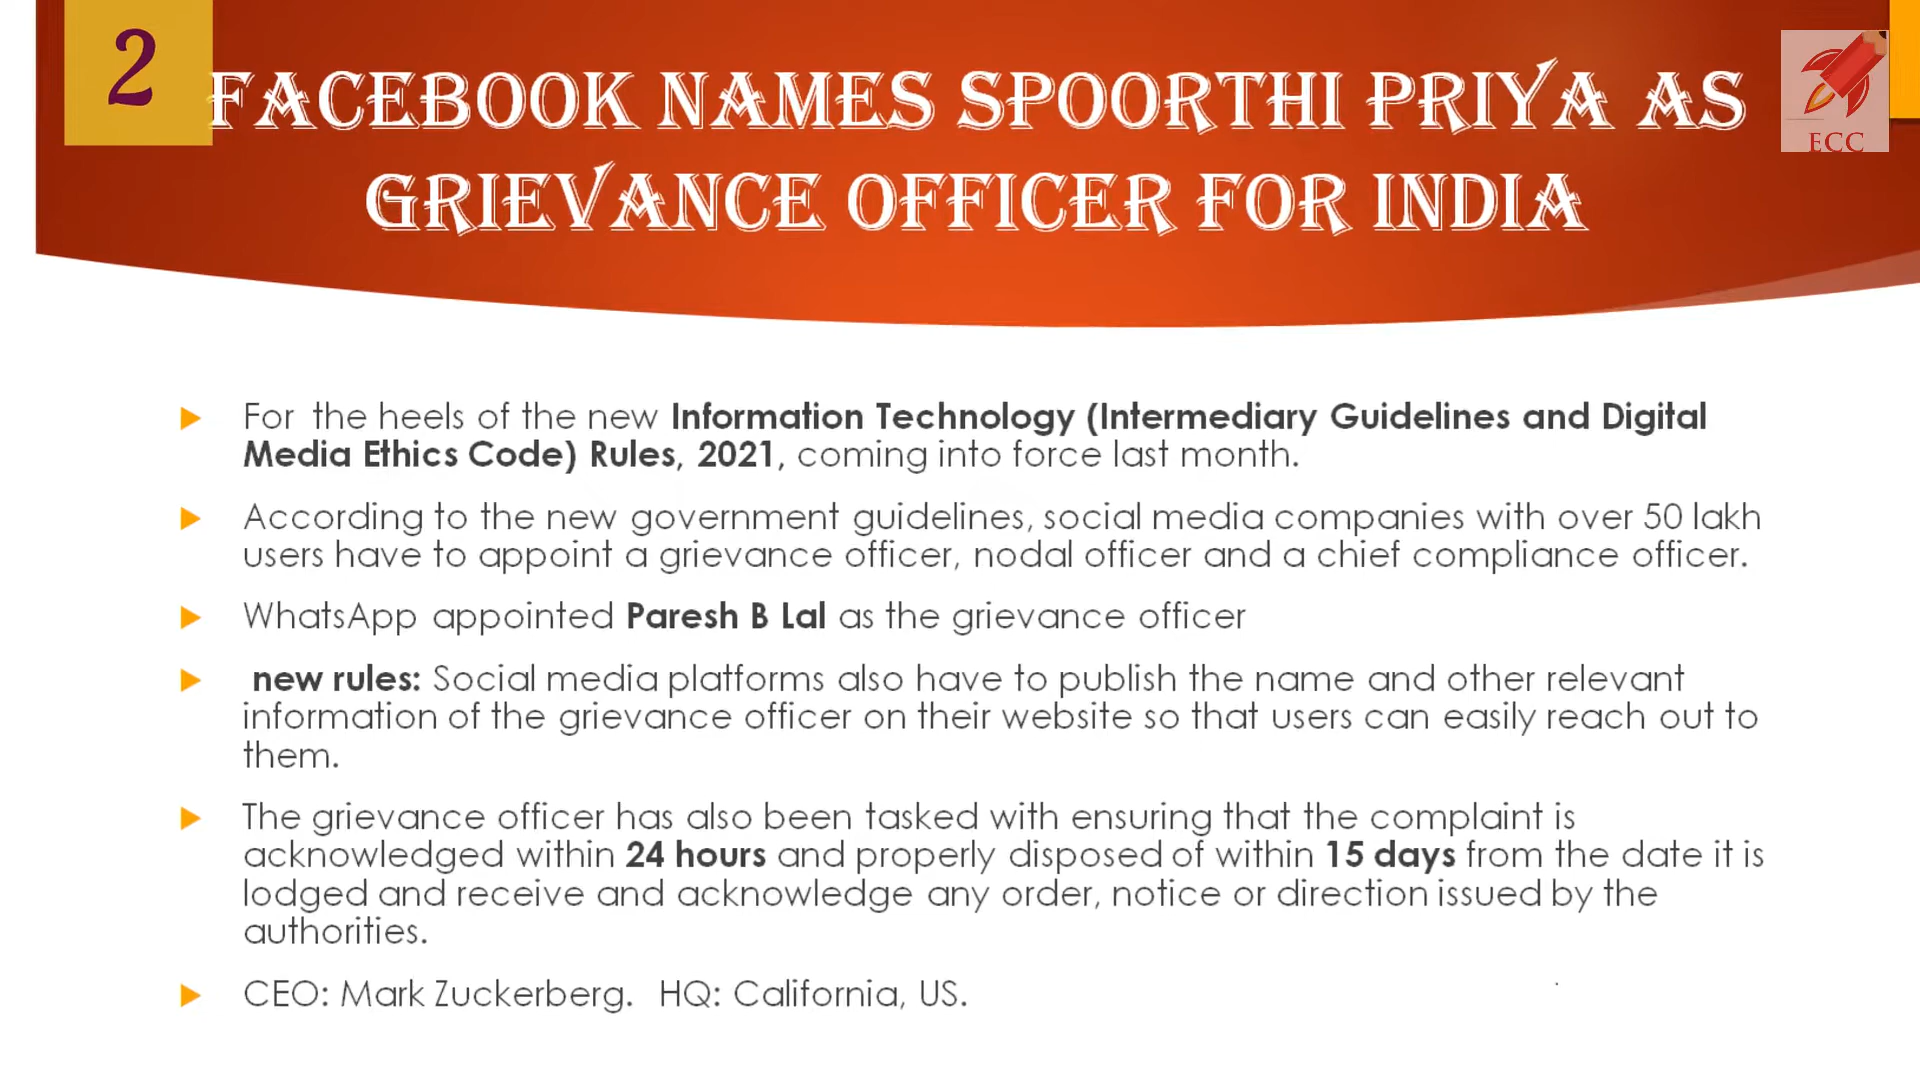 2
FACEBOOK NAMES SPOORTHI PRIYA AS
GRIEVANCE OFFICER FOR INDIA
ECC
For the heels of the new Information Technology (Intermediary Guidelines and Digital
Media Ethics Code) Rules, 2021, coming into force last month.
According to the new government guidelines, social media companies with over 50 lakh
users have to appoint a grievance officer, nodal officer and a chief compliance officer.
WhatsApp appointed Paresh B Lal as the grievance officer
new rules: Social media platforms also have to publish the name and other relevant
information of the grievance officer on their website so that users can easily reach out to
them.
The grievance officer has also been tasked with ensuring that the complaint is
acknowledged within 24 hours and properly disposed of within 15 days from the date it is
lodged and receive and acknowledge any order, notice or direction issued by the
authorities.
CEO: Mark Zuckerberg. HQ: California, US.